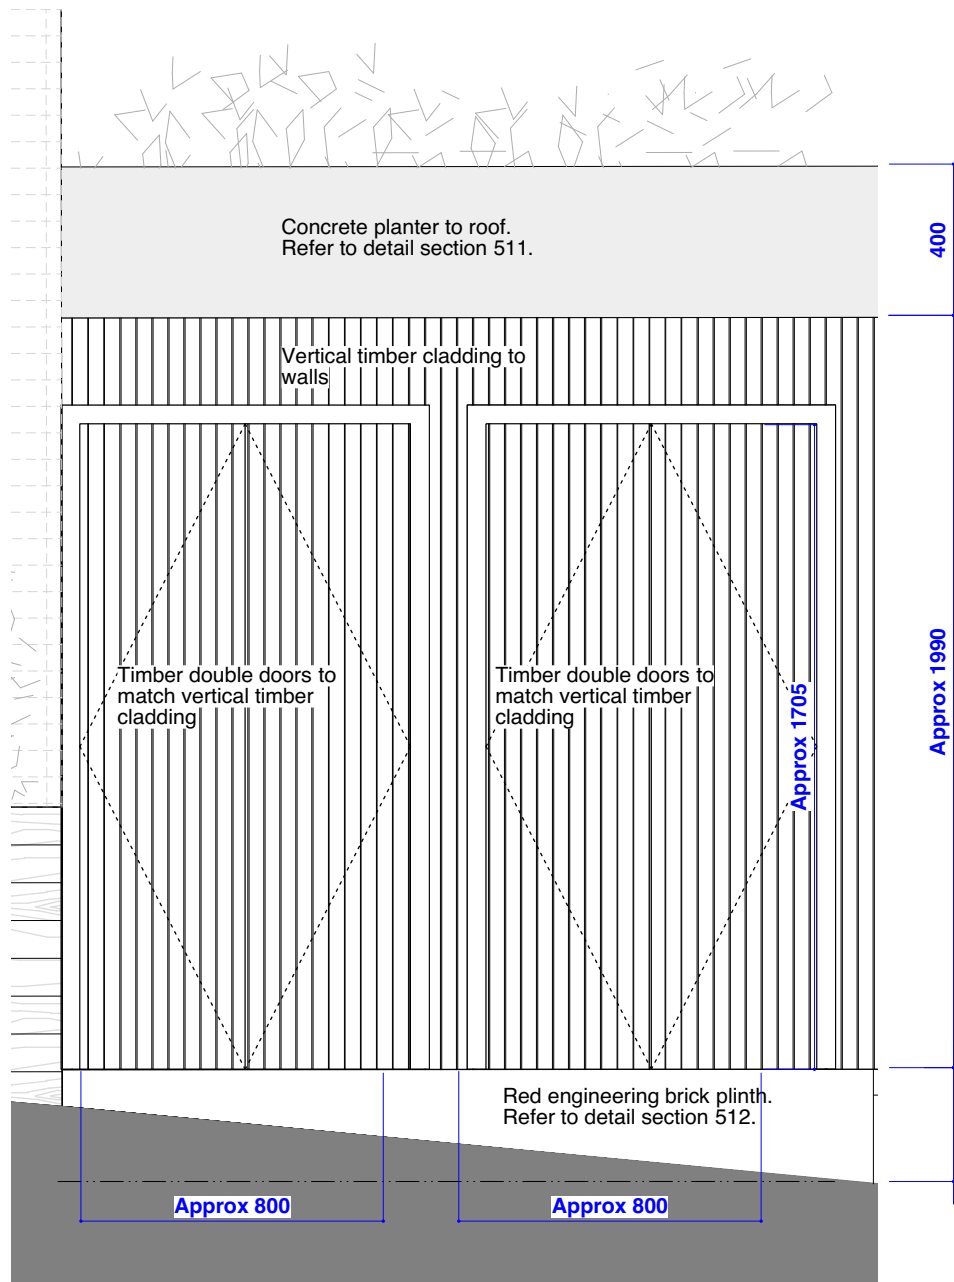 Concrete planter to roof.
Refer to detail section 511.
400
Vertical timber cladding to
walls
Timber double doors to
match vertical timber
cladding
Timber double doors to
match vertical timber
cladding
Approx 1705
Approx 1990
Red engineering brick plinth.
Refer to detail section 512.
Approx 800
Approx 800